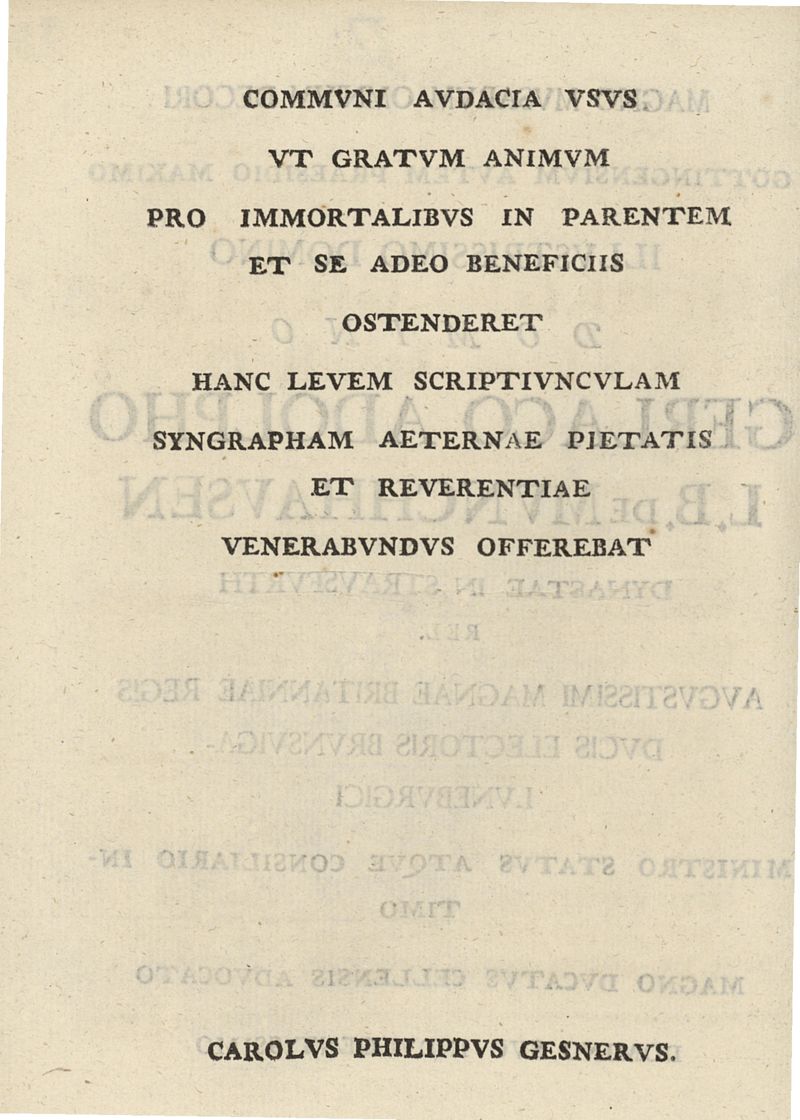 COMMVNI AVDACIA VSVS
VT GRATVM ANIMVM
PRO IMMORTALIBVS IN PARENTEM
ET SE ADEO BENEFICIIS
OSTENDERET
HANC LEVEM SCRIPTIVNCVLAM
SYNGRAPHAM AETERNAE PIETATIS
ET REVERENTIAE
VENERABVNDVS OFFEREBAT
CAROLVS PHILIPPVS GESNERVS.